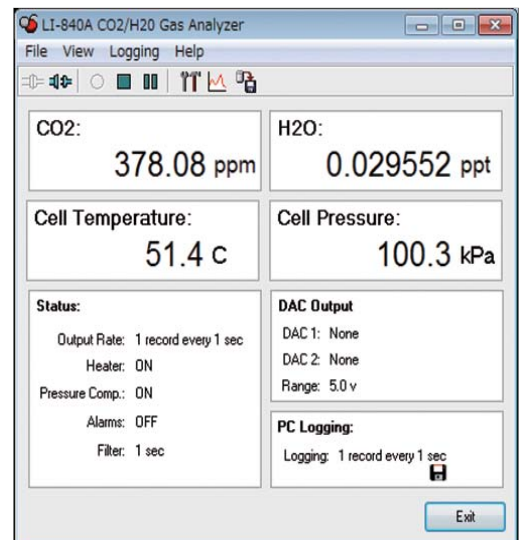 LI-840A CO2/H20 Gas Analyzer
File View Logging Help
CO2:
378.08 ppm
H2O:
0.029552 ppt
Cell Temperature:
51.4 C
Cell Pressure:
100.3 kPa
Status:
Output Rate: 1 record every 1 sec
Heater: ON
Pressure Comp.: ON
Alarms: OFF
Filter: 1 sec
DAC Output
DAC 1: None
DAC 2: None
Range: 5.0 v
PC Logging:
Logging: 1 record every 1 sec
Exit